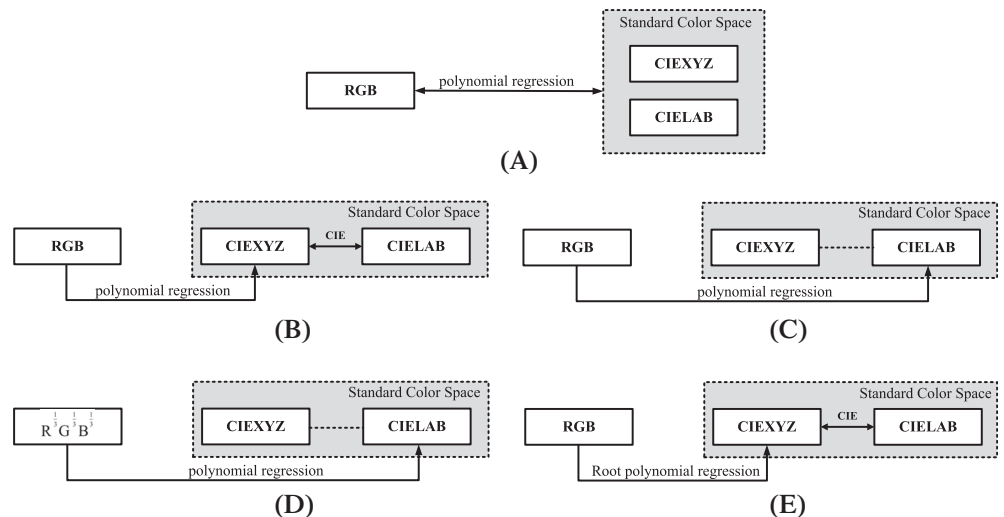 Standard Color Space
CIEXYZ
RGB
polynomial regression
CIELAB
(A)
Standard Color Space
RGB
CIEXYZ
CIE
CIELAB
polynomial regression
(B)
Standard Color Space
RGB
CIEXYZ
CIELAB
polynomial regression
(C)
Standard Color Space
R^{1/3}G^{1/3}B^{1/3}
CIEXYZ
CIELAB
polynomial regression
(D)
Standard Color Space
RGB
CIEXYZ
CIE
CIELAB
Root polynomial regression
(E)